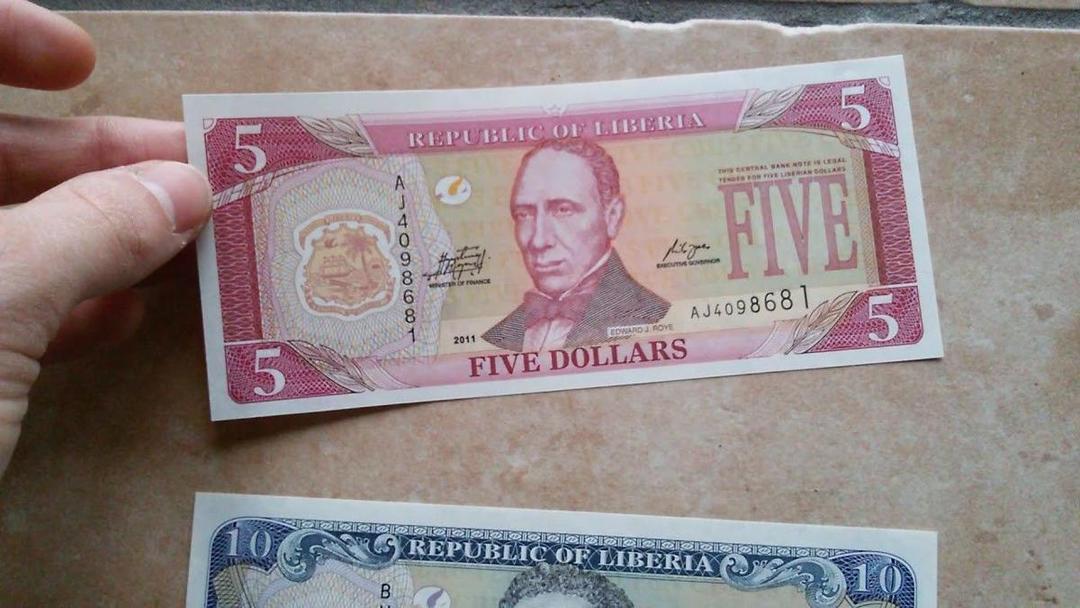 5 REPUBLIC OF LIBERIA 5
THIS CENTRAL BANK NOTE IS LEGAL
TENDER FOR FIVE LIBERIAN DOLLARS
FIVE
AJ4098681
LIBERIA
MINISTER OF FINANCE
EXECUTIVE GOVERNOR
AJ4098681
EDWARD J. ROYE
2011
5 FIVE DOLLARS 5
10 REPUBLIC OF LIBERIA 10
B